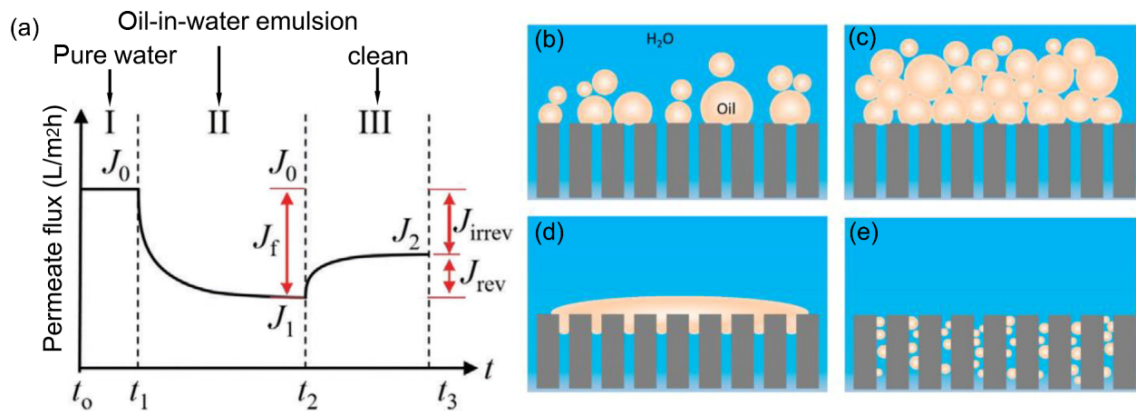 (a)
Oil-in-water emulsion
Pure water
clean
I
II
III
Permeate flux (L/m2h)
J0
J0
Jf
J1
J2
Jirrev
Jrev
to
t1
t2
t3
t
(b)
H2O
Oil
(c)
(d)
(e)